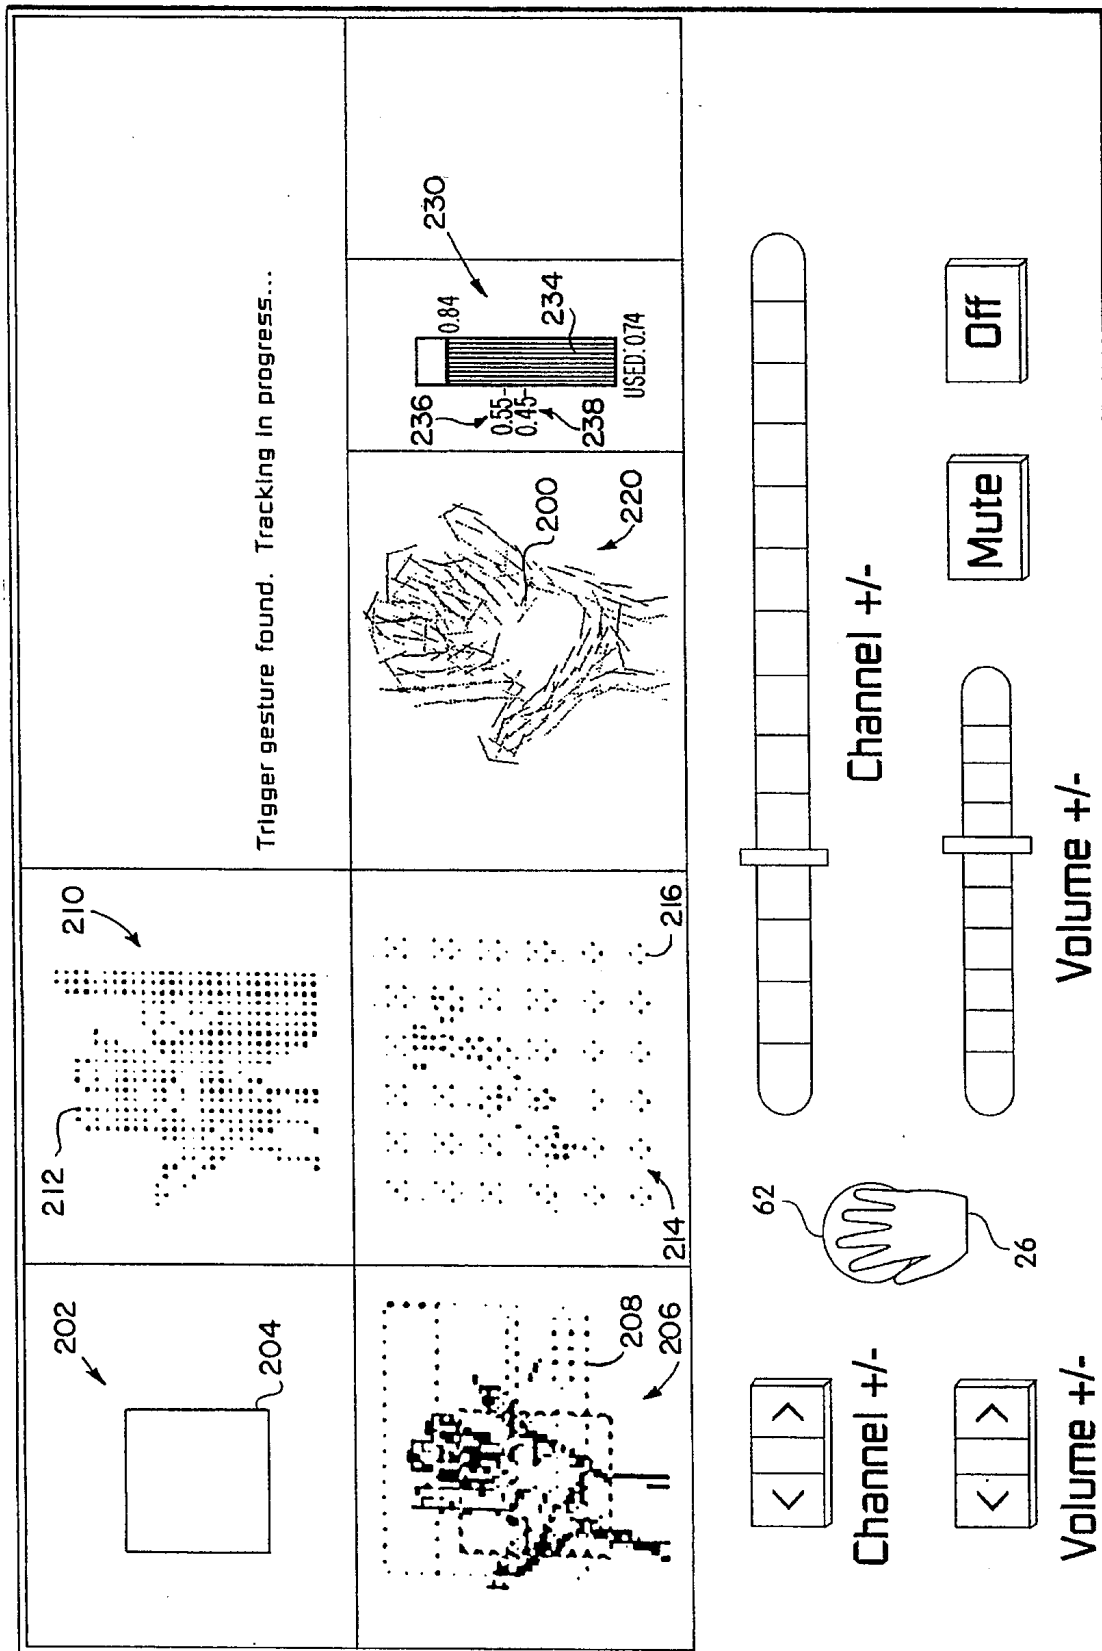 202
204
212
210
Trigger gesture found. Tracking in progress...
208
206
214
216
200
220
236
0.55-
0.45-
238
0.84
234
USED:0.74
230
< >
Channel +/-
62
26
Channel +/-
< >
Volume +/-
Volume +/-
Mute
Off